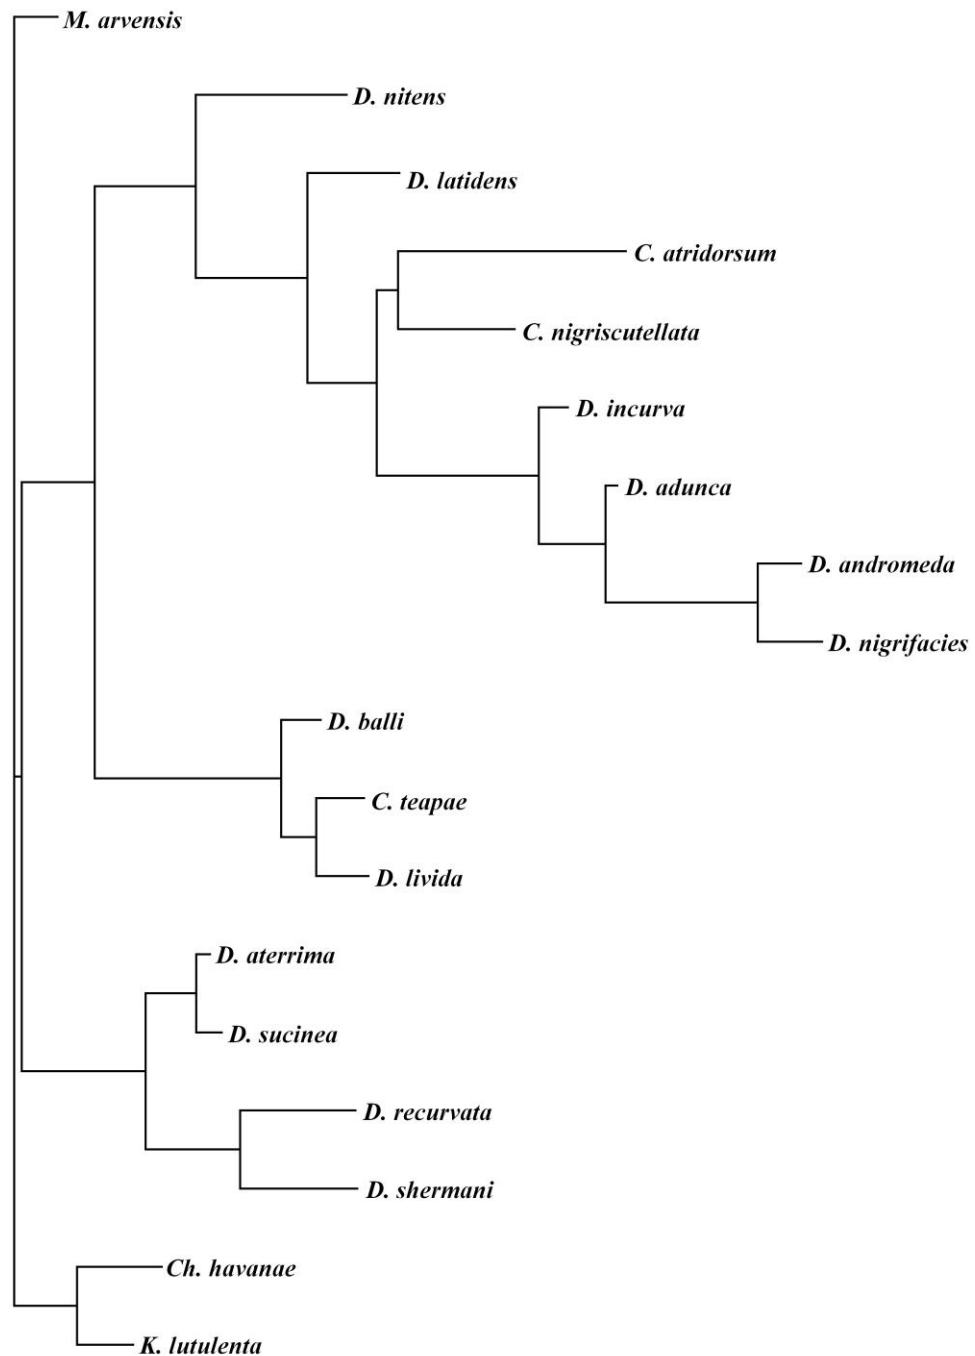 M. arvensis
D. nitens
D. latidens
C. atridorsum
C. nigriscutellata
D. incurva
D. adunca
D. andromeda
D. nigrifacies
D. balli
C. teapae
D. livida
D. aterrima
D. sucinea
D. recurvata
D. shermani
Ch. havanae
K. lutulenta